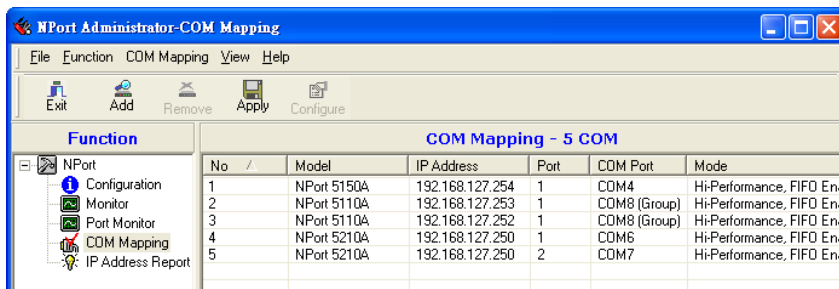 NPort Administrator-COM Mapping
File Function COM Mapping View Help
Exit Add Remove Apply Configure
Function
COM Mapping - 5 COM
NPort
Configuration
Monitor
Port Monitor
COM Mapping
IP Address Report
No Model IP Address Port COM Port Mode
1 NPort 5150A 192.168.127.254 1 COM4 Hi-Performance, FIFO En
2 NPort 5110A 192.168.127.253 1 COM8 (Group) Hi-Performance, FIFO En
3 NPort 5110A 192.168.127.252 1 COM8 (Group) Hi-Performance, FIFO En
4 NPort 5210A 192.168.127.250 1 COM6 Hi-Performance, FIFO En
5 NPort 5210A 192.168.127.250 2 COM7 Hi-Performance, FIFO En